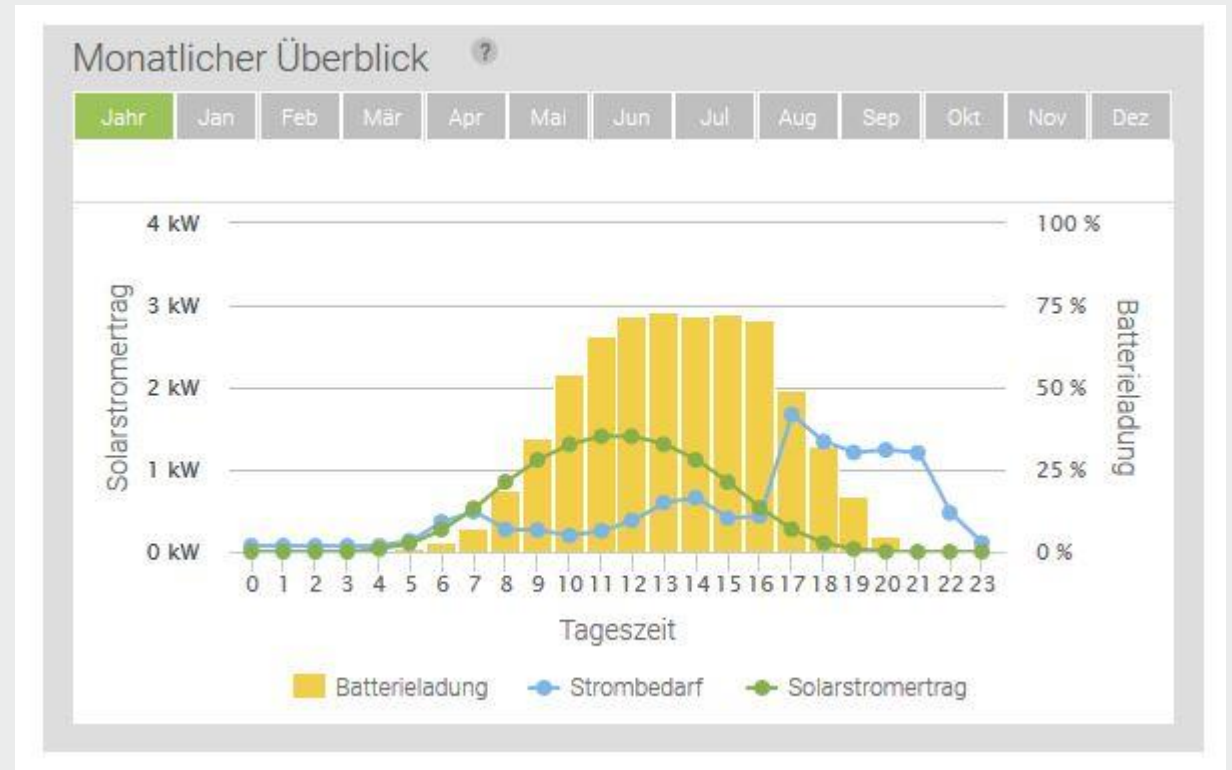 Monatlicher Überblick ?
Jahr Jan Feb Mär Apr Mai Jun Jul Aug Sep Okt Nov Dez
4 kW 100 %
3 kW 75 %
2 kW 50 %
1 kW 25 %
0 kW 0 %
Solarstromertrag
Batterieladung
0 1 2 3 4 5 6 7 8 9 10 11 12 13 14 15 16 17 18 19 20 21 22 23
Tageszeit
Batterieladung Strombedarf Solarstromertrag